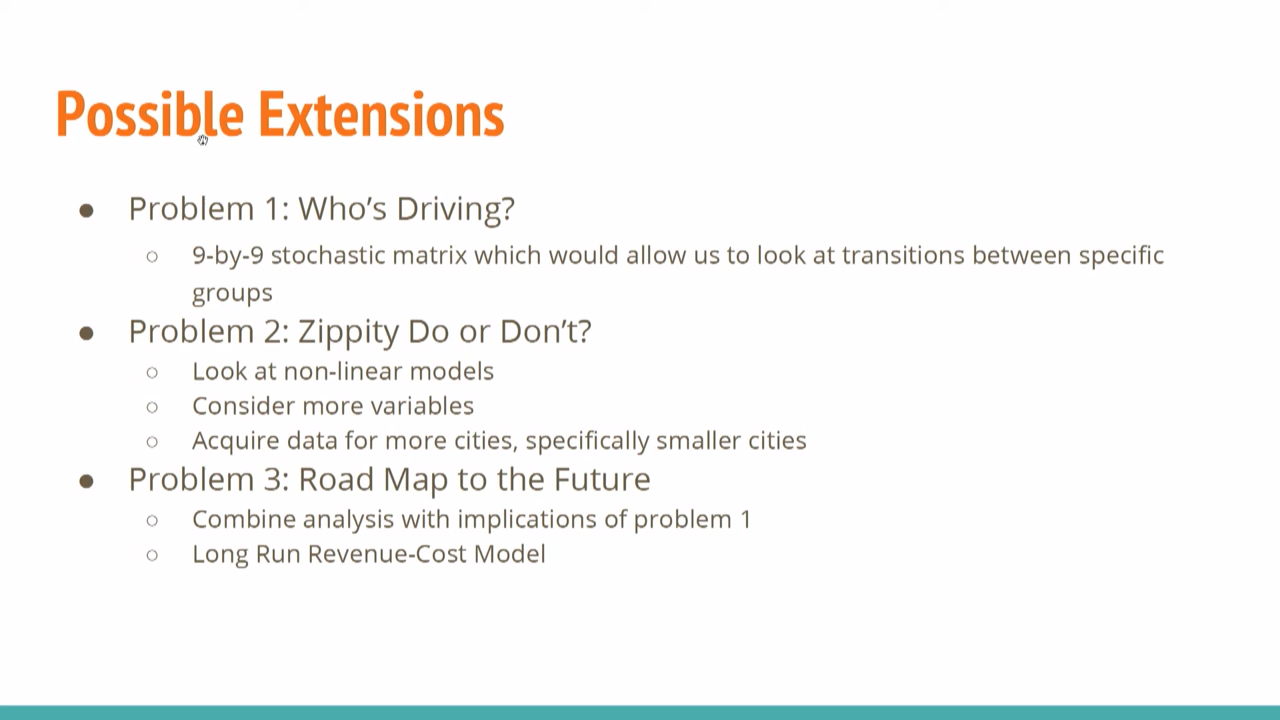 Possible Extensions
● Problem 1: Who's Driving?
○ 9-by-9 stochastic matrix which would allow us to look at transitions between specific
groups
● Problem 2: Zippity Do or Don't?
○ Look at non-linear models
○ Consider more variables
○ Acquire data for more cities, specifically smaller cities
● Problem 3: Road Map to the Future
○ Combine analysis with implications of problem 1
○ Long Run Revenue-Cost Model